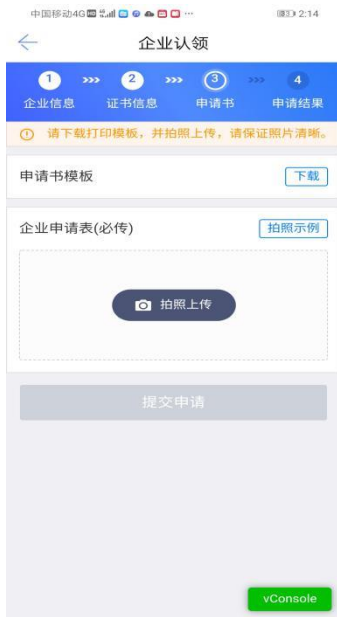 中国移动4G ... 2:14
企业认领
1 >>> 2 >>> 3 >>> 4
企业信息 证书信息 申请书 申请结果
请下载打印模板，并拍照上传，请保证照片清晰。
申请书模板 下载
企业申请表(必传) 拍照示例
拍照上传
提交申请
vConsole